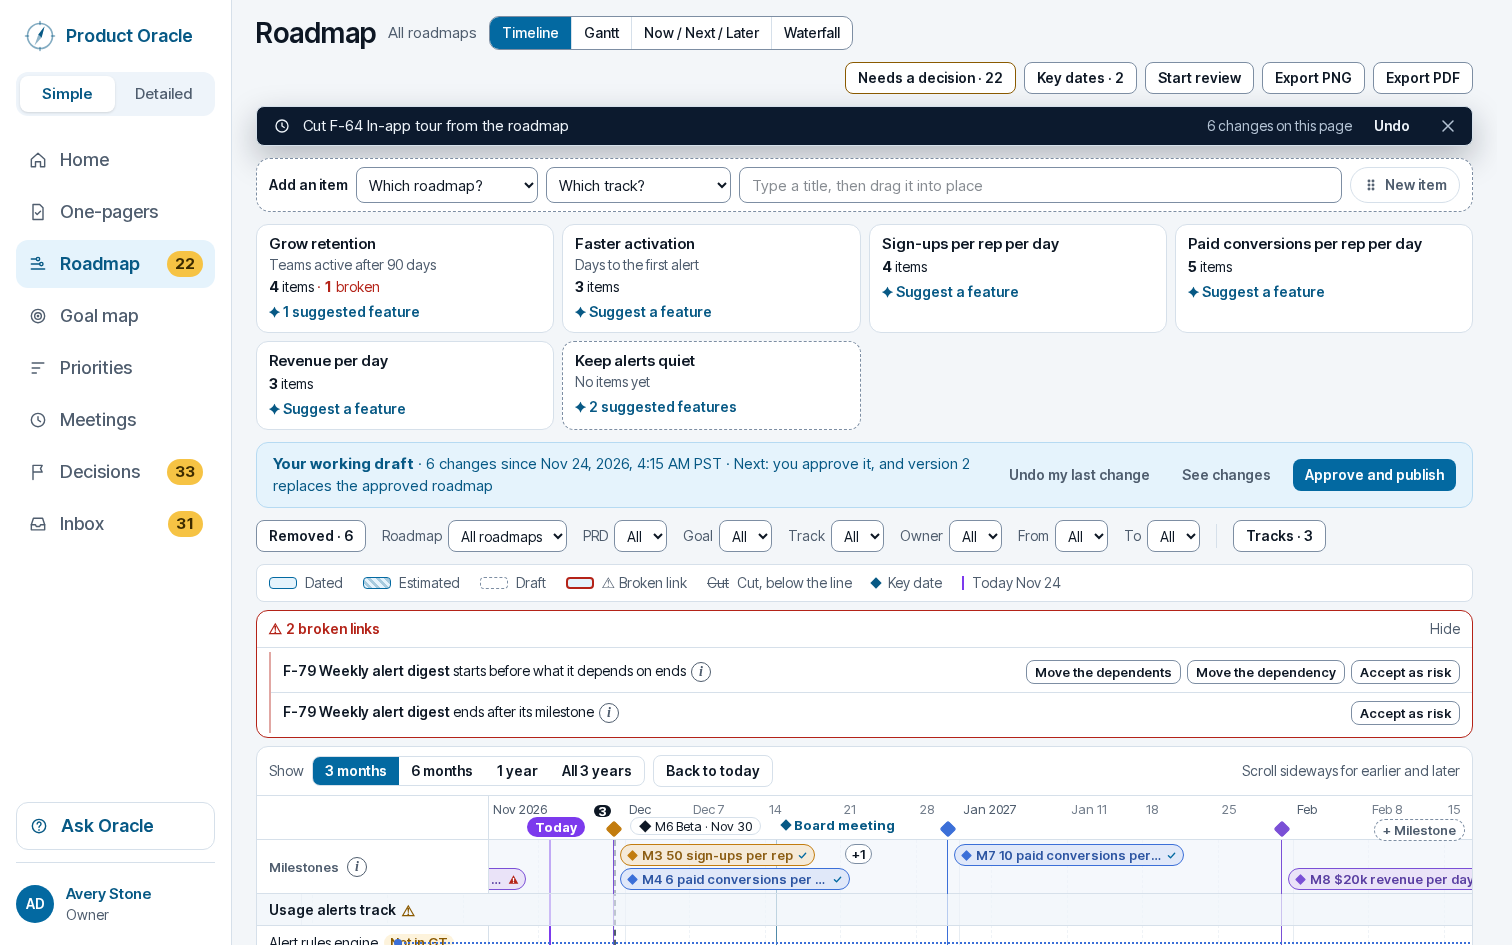 Product Oracle
Simple
Detailed
Home
One-pagers
Roadmap 22
Goal map
Priorities
Meetings
Decisions 33
Inbox 31
Ask Oracle
AD
Avery Stone
Owner
Roadmap
All roadmaps
Timeline
Gantt
Now / Next / Later
Waterfall
Needs a decision · 22
Key dates · 2
Start review
Export PNG
Export PDF
Cut F-64 In-app tour from the roadmap
6 changes on this page
Undo
Add an item
Which roadmap?
Which track?
Type a title, then drag it into place
New item
Grow retention
Teams active after 90 days
4 items · 1 broken
1 suggested feature
Faster activation
Days to the first alert
3 items
Suggest a feature
Sign-ups per rep per day
4 items
Suggest a feature
Paid conversions per rep per day
5 items
Suggest a feature
Revenue per day
3 items
Suggest a feature
Keep alerts quiet
No items yet
2 suggested features
Your working draft · 6 changes since Nov 24, 2026, 4:15 AM PST · Next: you approve it, and version 2
replaces the approved roadmap
Undo my last change
See changes
Approve and publish
Removed · 6
Roadmap All roadmaps
PRD All
Goal All
Track All
Owner All
From All
To All
Tracks · 3
Dated
Estimated
Draft
⚠ Broken link
Cut Cut, below the line
Key date
Today Nov 24
⚠ 2 broken links
Hide
F-79 Weekly alert digest starts before what it depends on ends i
Move the dependents
Move the dependency
Accept as risk
F-79 Weekly alert digest ends after its milestone i
Accept as risk
Show
3 months
6 months
1 year
All 3 years
Back to today
Scroll sideways for earlier and later
Nov 2026
3
Dec
Dec 7
14
21
28
Jan 2027
Jan 11
18
25
Feb
Feb 8
15
Today
M6 Beta · Nov 30
Board meeting
+ Milestone
Milestones i
M3 50 sign-ups per rep ✓
+1
M7 10 paid conversions per... ✓
...
M4 6 paid conversions per ... ✓
M8 $20k revenue per day
Usage alerts track ⚠
Alert rules engine
Not in GT